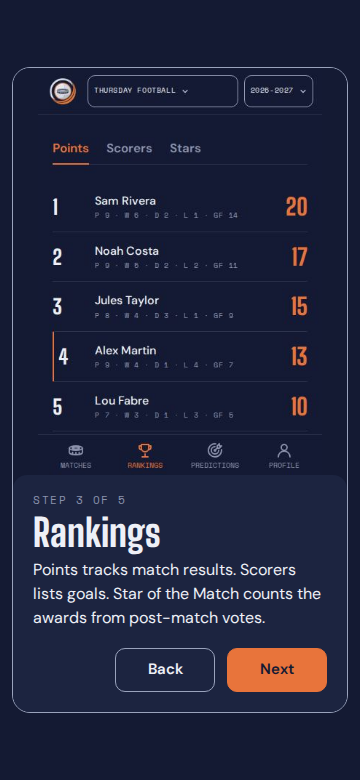 THURSDAY FOOTBALL
2026-2027
Points Scorers Stars
1 Sam Rivera 20
P 9 · W 6 · D 2 · L 1 · GF 14
2 Noah Costa 17
P 9 · W 5 · D 2 · L 2 · GF 11
3 Jules Taylor 15
P 8 · W 4 · D 3 · L 1 · GF 9
4 Alex Martin 13
P 9 · W 4 · D 1 · L 4 · GF 7
5 Lou Fabre 10
P 7 · W 3 · D 1 · L 3 · GF 5
MATCHES RANKINGS PREDICTIONS PROFILE
STEP 3 OF 5
Rankings
Points tracks match results. Scorers
lists goals. Star of the Match counts the
awards from post-match votes.
Back Next